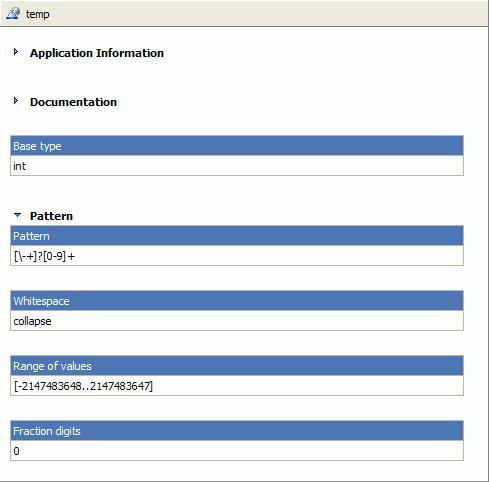 temp
Application Information
Documentation
Base type
int
Pattern
Pattern
[\-+]?[0-9]+
Whitespace
collapse
Range of values
[-2147483648..2147483647]
Fraction digits
0